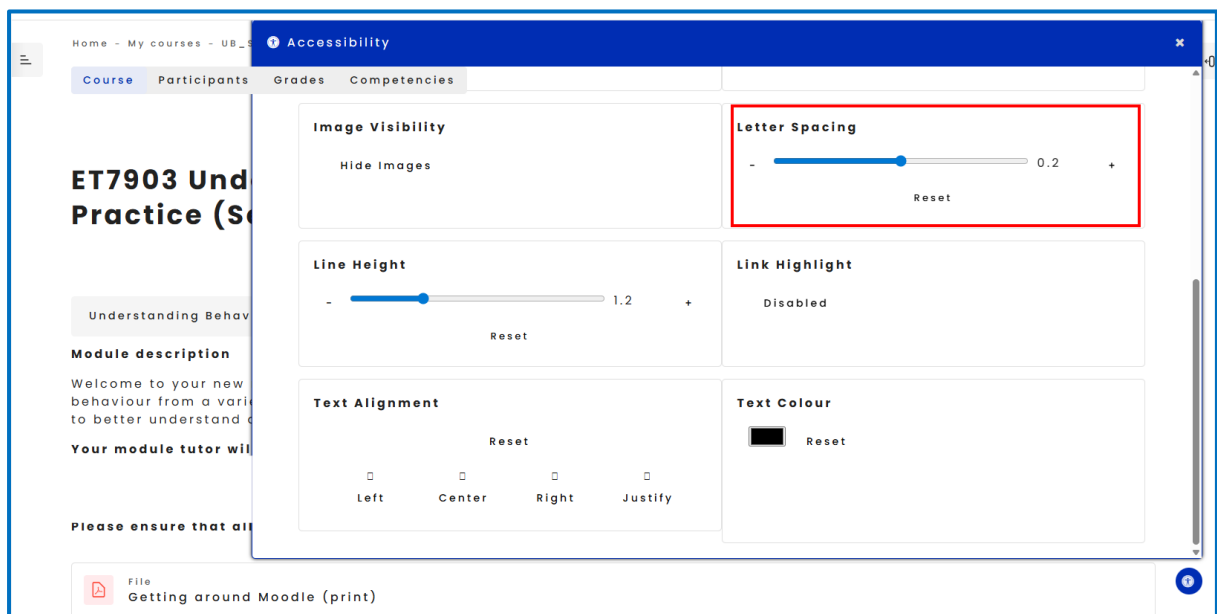 Home - My courses - UB_S
Accessibility
×
Course Participants Grades Competencies
Image Visibility
Hide Images
Letter Spacing
- 0.2 +
Reset
ET7903 Und
Practice (Se
Line Height
- 1.2 +
Reset
Link Highlight
Disabled
Understanding Behav
Module description
Welcome to your new
behaviour from a vari
to better understand
Your module tutor wil
Text Alignment
Reset
Left Center Right Justify
Text Colour
Reset
Please ensure that all
File
Getting around Moodle (print)